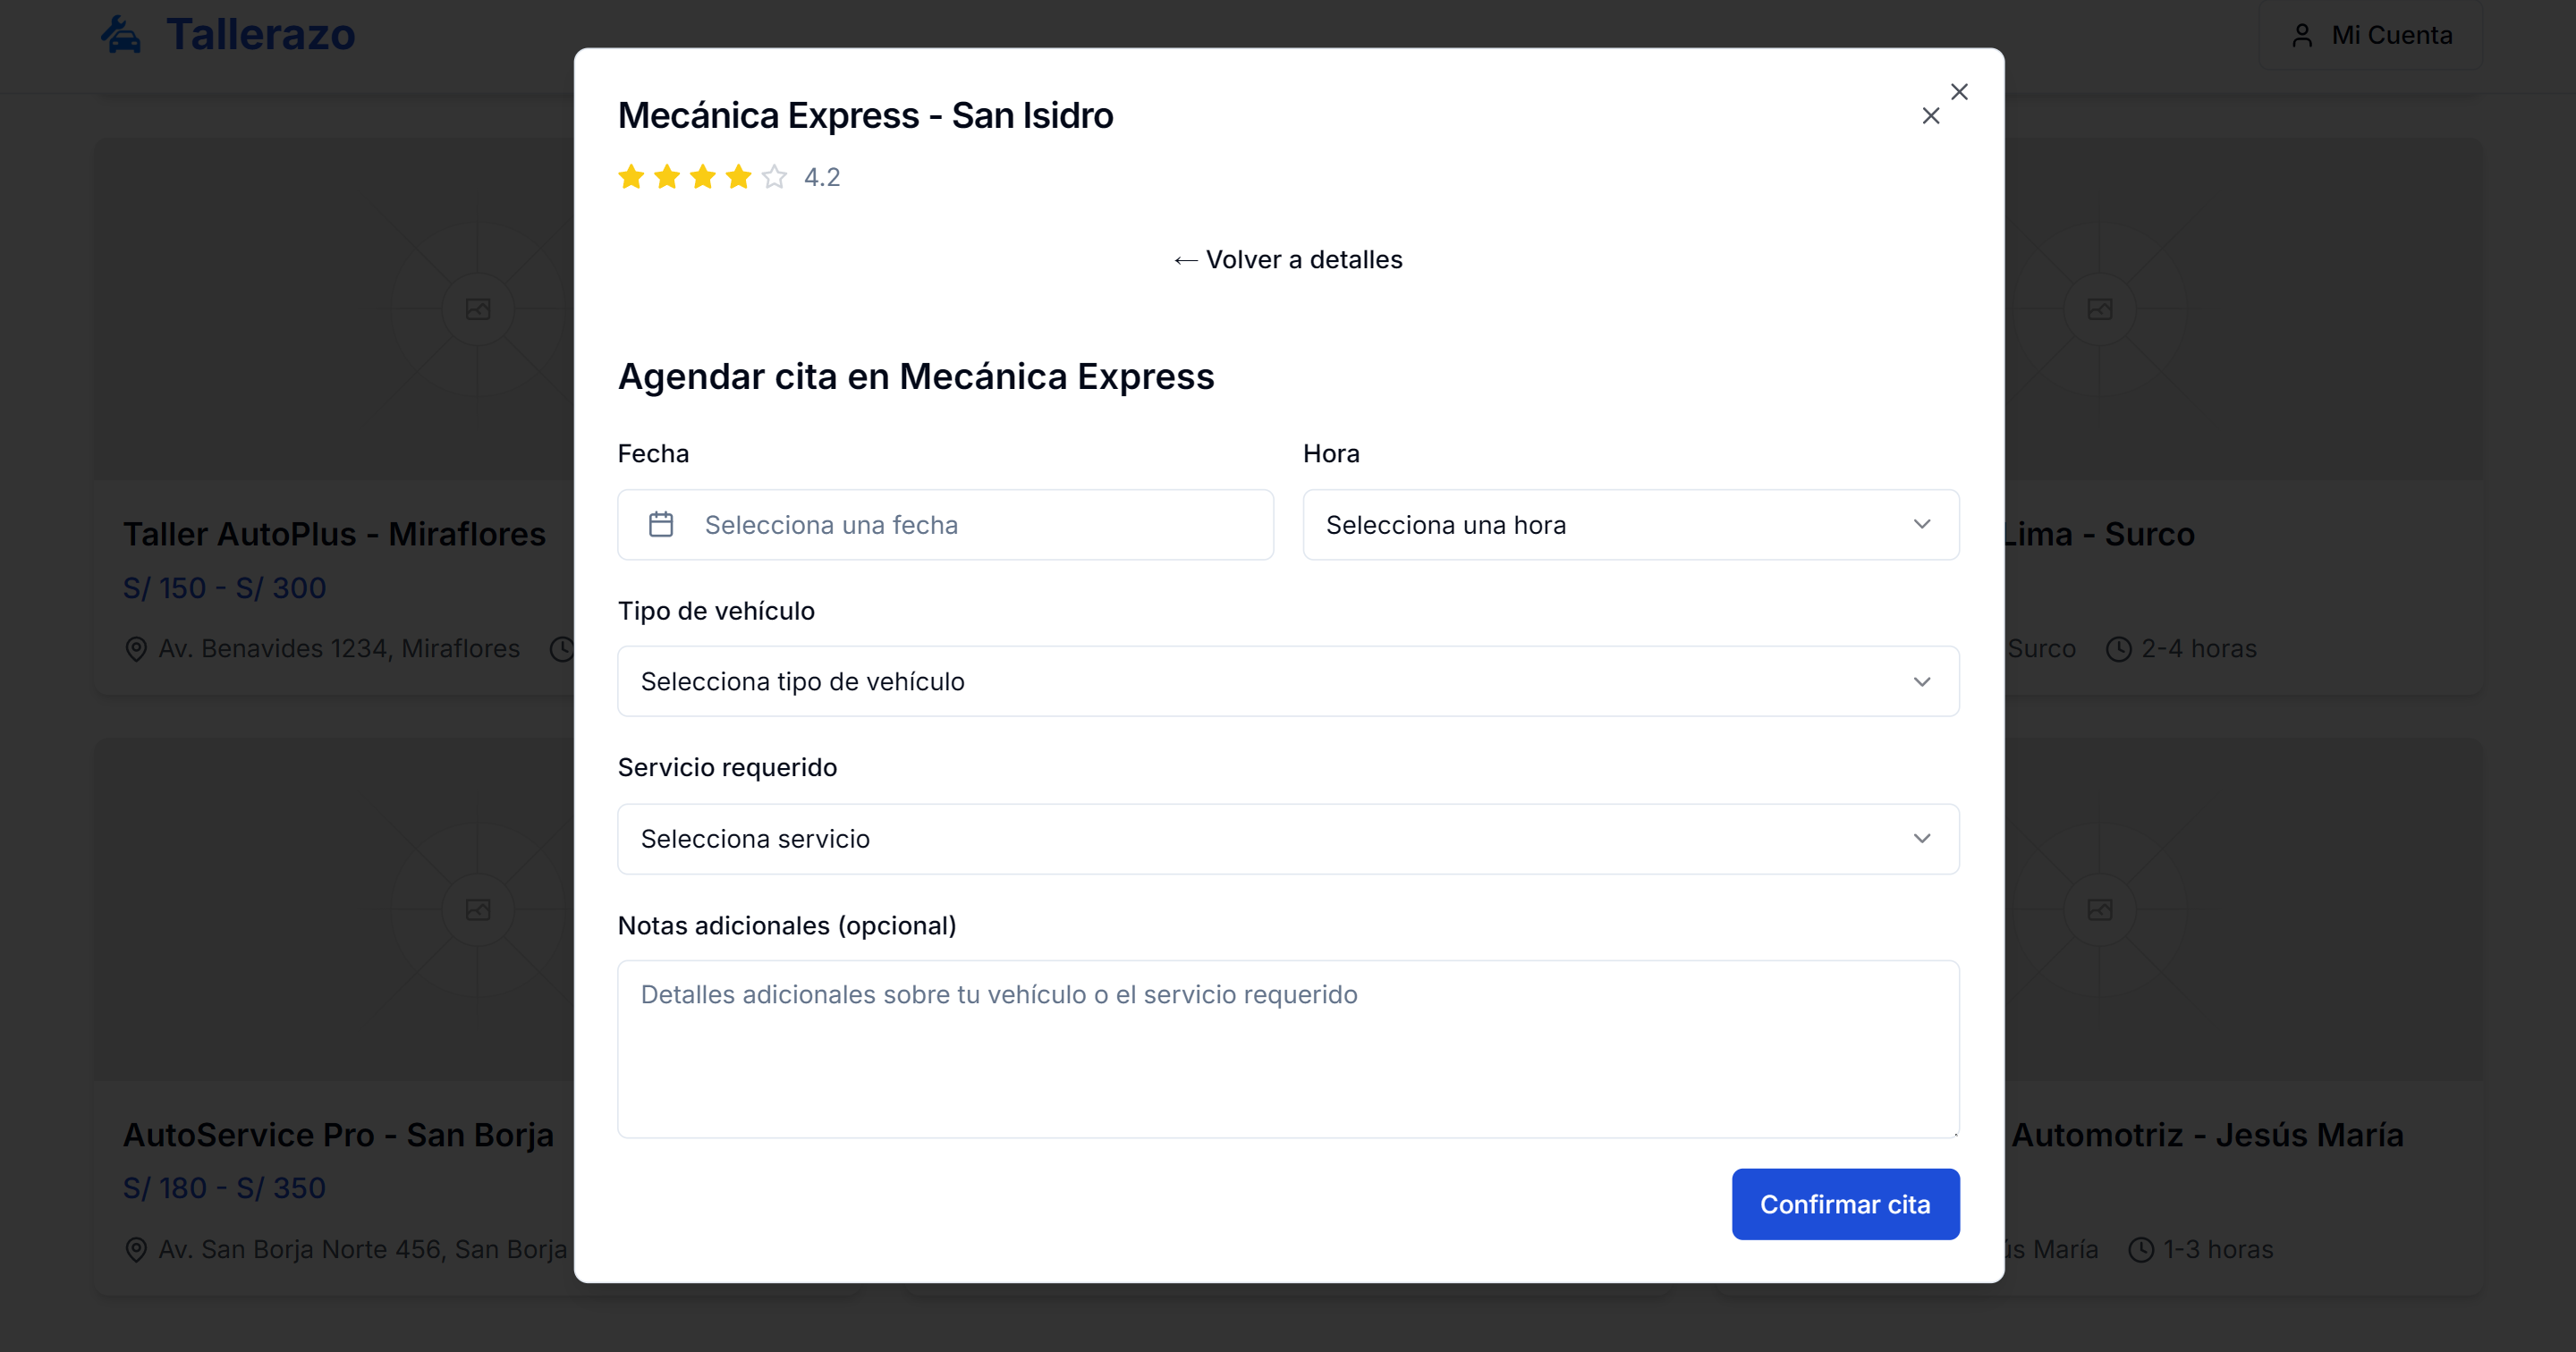 Tallerazo
Mi Cuenta
Mecánica Express - San Isidro
4.2
← Volver a detalles
Agendar cita en Mecánica Express
Fecha
Hora
Selecciona una fecha
Selecciona una hora
Tipo de vehículo
Selecciona tipo de vehículo
Servicio requerido
Selecciona servicio
Notas adicionales (opcional)
Detalles adicionales sobre tu vehículo o el servicio requerido
Confirmar cita
Taller AutoPlus - Miraflores
S/ 150 - S/ 300
Av. Benavides 1234, Miraflores
Lima - Surco
Surco
2-4 horas
AutoService Pro - San Borja
S/ 180 - S/ 350
Av. San Borja Norte 456, San Borja
Automotriz - Jesús María
ús María
1-3 horas